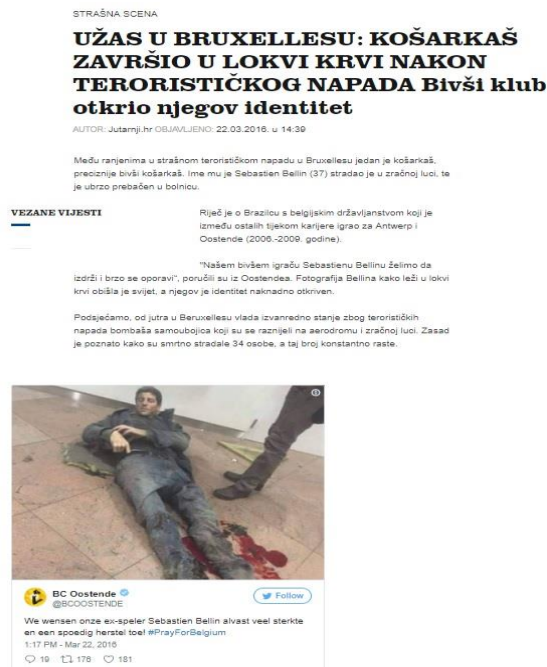 STRAŠNA SCENA
UŽAS U BRUXELLESU: KOŠARKAŠ
ZAVRŠIO U LOKVI KRVI NAKON
TERORISTIČKOG NAPADA Bivši klub
otkrio njegov identitet
AUTOR: Jutarnji.hr OBJAVLJENO: 22.03.2016. u 14:39
Među ranjenima u strašnom terorističkom napadu u Bruxellesu jedan je košarkaš,
preciznije bivši košarkaš. Ime mu je Sebastien Bellin (37) stradao je u zračnoj luci, te
je ubrzo prebačen u bolnicu.
VEZANE VIJESTI
Riječ je o Brazilcu s belgijskim državljanstvom koji je
između ostalih tijekom karijere igrao za Antwerp i
Oostende (2006.-2009. godine).
"Našem bivšem igraču Sebastienu Bellinu želimo da
izdrži i brzo se oporavi", poručili su iz Oostendea. Fotografija Bellina kako leži u lokvi
krvi obišla je svijet, a njegov je identitet naknadno otkriven.
Podsjećamo, od jutra u Beruxellesu vlada izvanredno stanje zbog terorističkih
napada bombaša samoubojica koji su se raznijeli na aerodromu i zračnoj luci. Zasad
je poznato kako su smrtno stradale 34 osobe, a taj broj konstantno raste.
BC Oostende
@BCOOSTENDE
Follow
We wensen onze ex-speler Sebastien Bellin alvast veel sterkte
en een spoedig herstel toe! #PrayForBelgium
1:17 PM - Mar 22, 2016
19 176 181